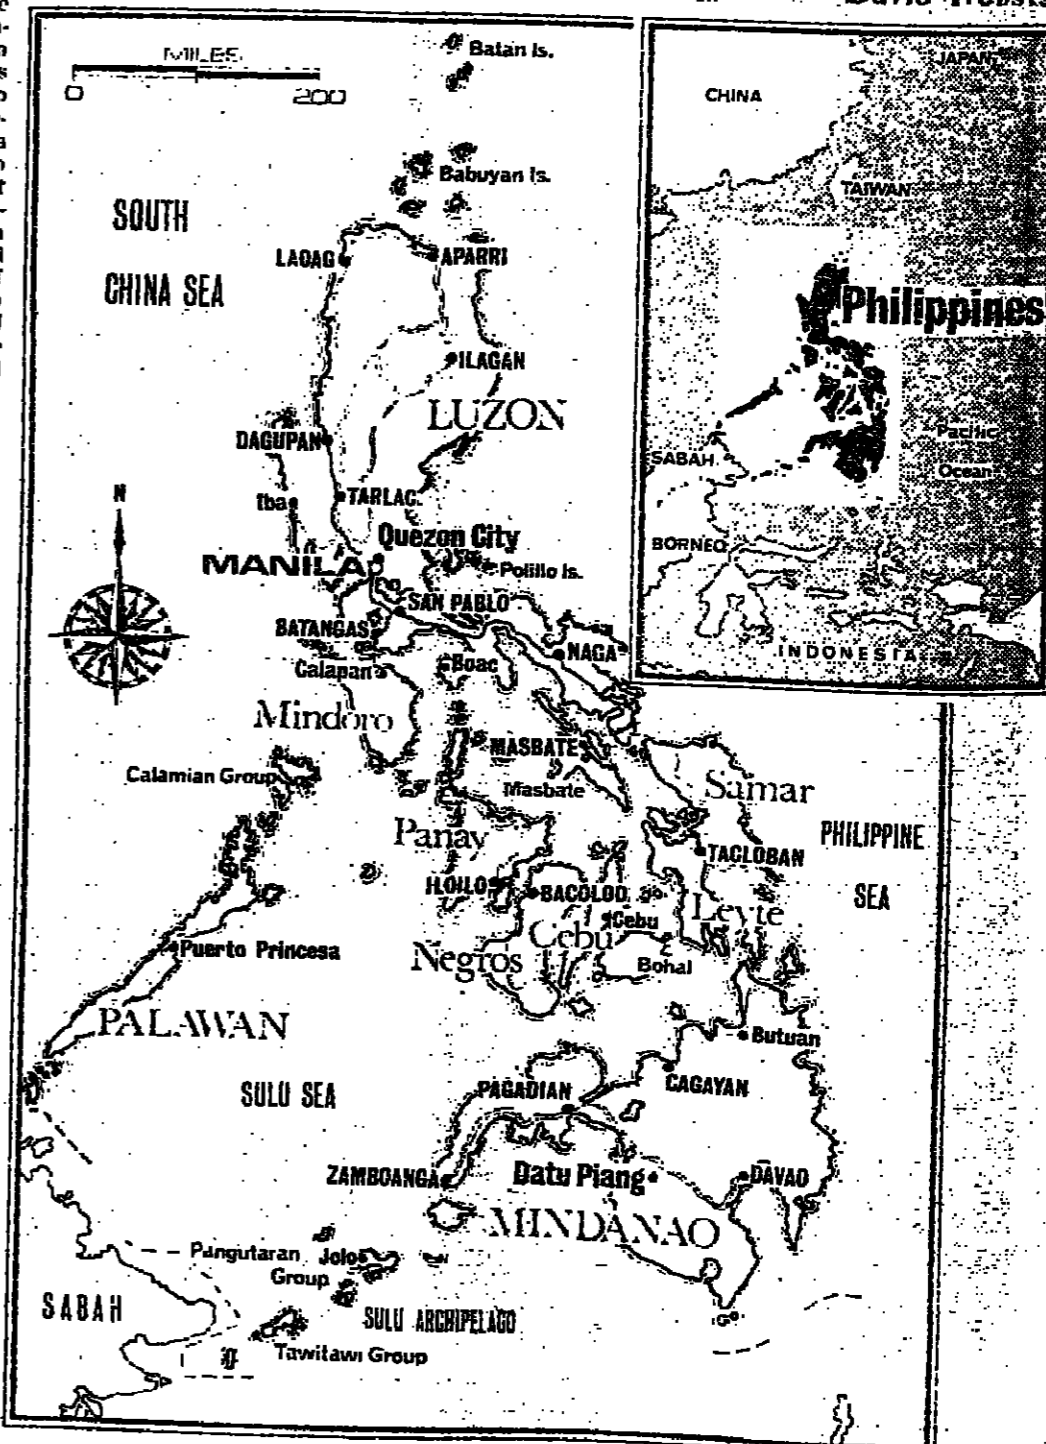 MILES
0 200
Batan Is.
Babuyan Is.
SOUTH
CHINA SEA
LAOAG
APARRI
ILAGAN
LUZON
DAGUPAN
Iba
TARLAC
Quezon City
MANILA
Polillo Is.
SAN PABLO
BATANGAS
NAGA
Calapan
Boac
N
Mindoro
MASBATE
Masbate
Calamian Group
Samar
Panay
PHILIPPINE
SEA
TACLOBAN
ILOILO
BACOLOD
Cebu
Leyte
Cebu
Negros
Bohal
Puerto Princesa
PALAWAN
Butuan
SULU SEA
PAGADIAN
CAGAYAN
ZAMBOANGA
Datu Piang
DAVAO
MINDANAO
Pangutaran
Group
Jolo
SABAH
SULU ARCHIPELAGO
Tawitawi Group
JAPAN
CHINA
TAIWAN
Philippines
Pacific
Ocean
SABAH
BORNEO
INDONESIA